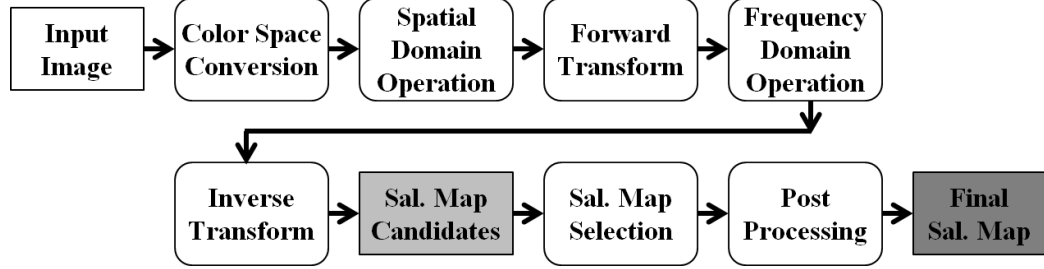 Input
Image
Color Space
Conversion
Spatial
Domain
Operation
Forward
Transform
Frequency
Domain
Operation
Inverse
Transform
Sal. Map
Candidates
Sal. Map
Selection
Post
Processing
Final
Sal. Map